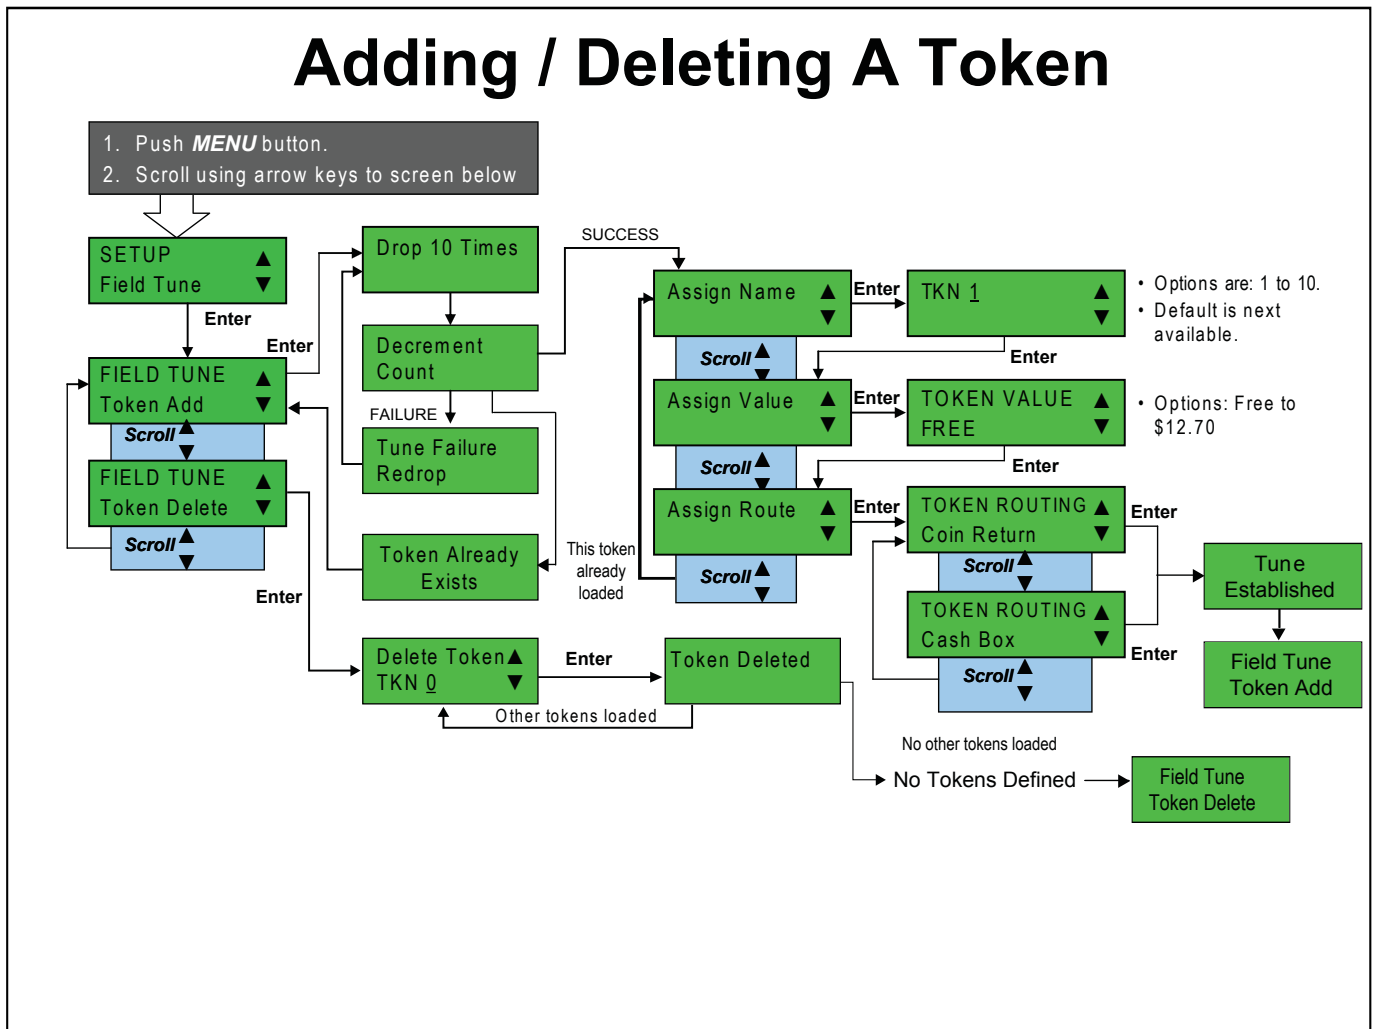 Adding / Deleting A Token
1. Push MENU button.
2. Scroll using arrow keys to screen below
SETUP
Field Tune
Enter
FIELD TUNE
Token Add
Scroll
FIELD TUNE
Token Delete
Scroll
Enter
Enter
Drop 10 Times
Decrement
Count
FAILURE
Tune Failure
Redrop
Token Already
Exists
SUCCESS
Assign Name
Scroll
Assign Value
Scroll
Assign Route
Scroll
This token
already
loaded
Enter
TKN 1
Enter
• Options are: 1 to 10.
• Default is next
available.
Enter
TOKEN VALUE
FREE
Enter
• Options: Free to
$12.70
Enter
TOKEN ROUTING
Coin Return
Scroll
TOKEN ROUTING
Cash Box
Scroll
Enter
Enter
Tune
Established
Field Tune
Token Add
Delete Token
TKN 0
Enter
Token Deleted
Other tokens loaded
No other tokens loaded
No Tokens Defined
Field Tune
Token Delete